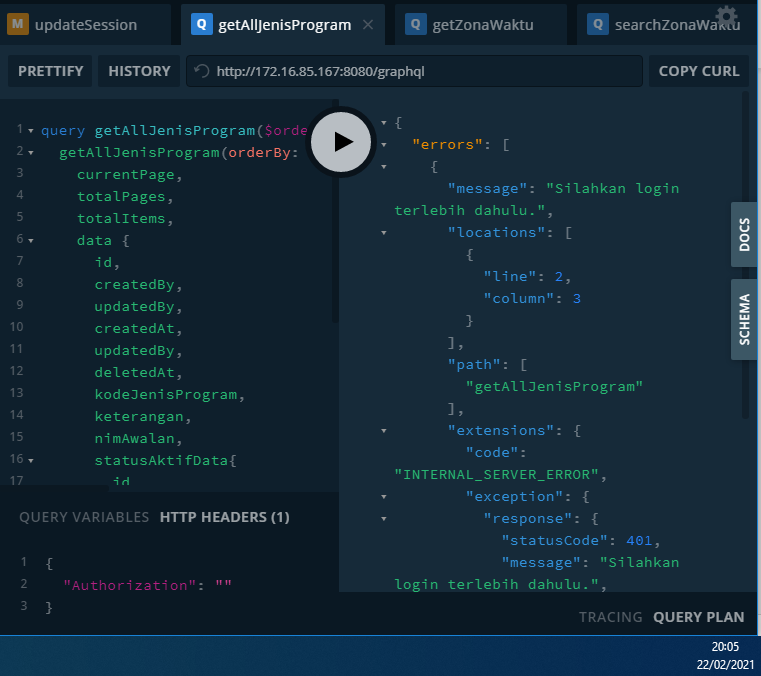 M updateSession
Q getAllJenisProgram
Q getZonaWaktu
Q searchZonaWaktu
PRETTIFY
HISTORY
http://172.16.85.167:8080/graphql
COPY CURL
1 query getAllJenisProgram($orde
2 getAllJenisProgram(orderBy:
3 currentPage,
4 totalPages,
5 totalItems,
6 data {
7 id,
8 createdBy,
9 updatedBy,
10 createdAt,
11 updatedBy,
12 deletedAt,
13 kodeJenisProgram,
14 keterangan,
15 nimAwalan,
16 statusAktifData{
17 id
QUERY VARIABLES
HTTP HEADERS (1)
1 {
2 "Authorization": ""
3 }
{
"errors": [
{
"message": "Silahkan login
terlebih dahulu.",
"locations": [
{
"line": 2,
"column": 3
}
],
"path": [
"getAllJenisProgram"
],
"extensions": {
"code":
"INTERNAL_SERVER_ERROR",
"exception": {
"response": {
"statusCode": 401,
"message": "Silahkan
login terlebih dahulu.",
DOCS
SCHEMA
TRACING
QUERY PLAN
20:05
22/02/2021